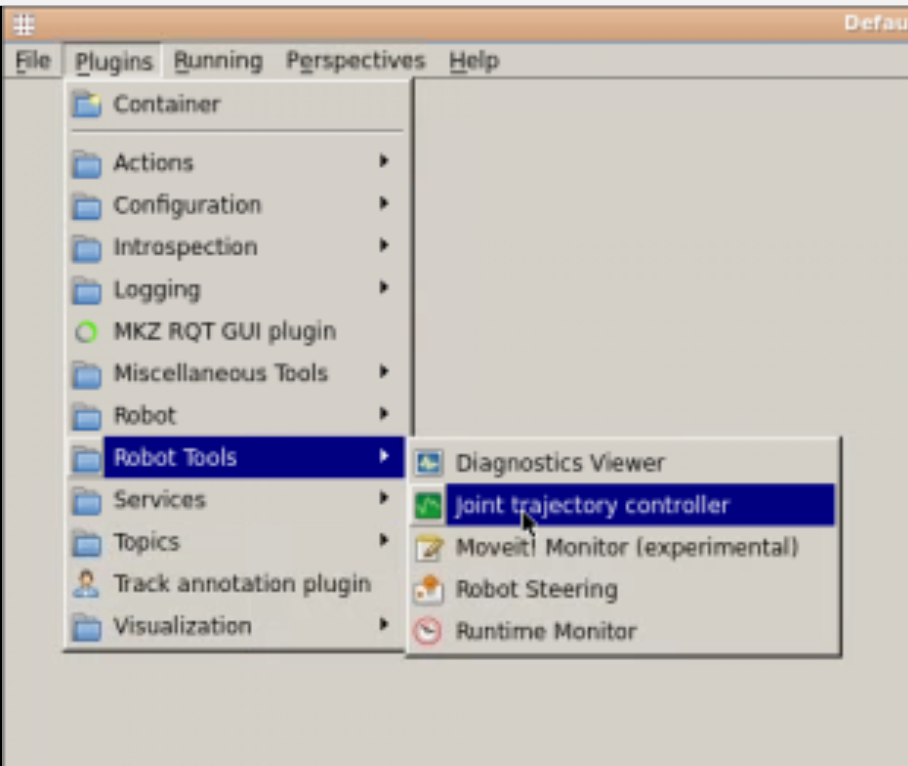 Defau
File Plugins Running Perspectives Help
Container
Actions
Configuration
Introspection
Logging
MKZ RQT GUI plugin
Miscellaneous Tools
Robot
Robot Tools
Services
Topics
Track annotation plugin
Visualization
Diagnostics Viewer
Joint trajectory controller
Moveit! Monitor (experimental)
Robot Steering
Runtime Monitor